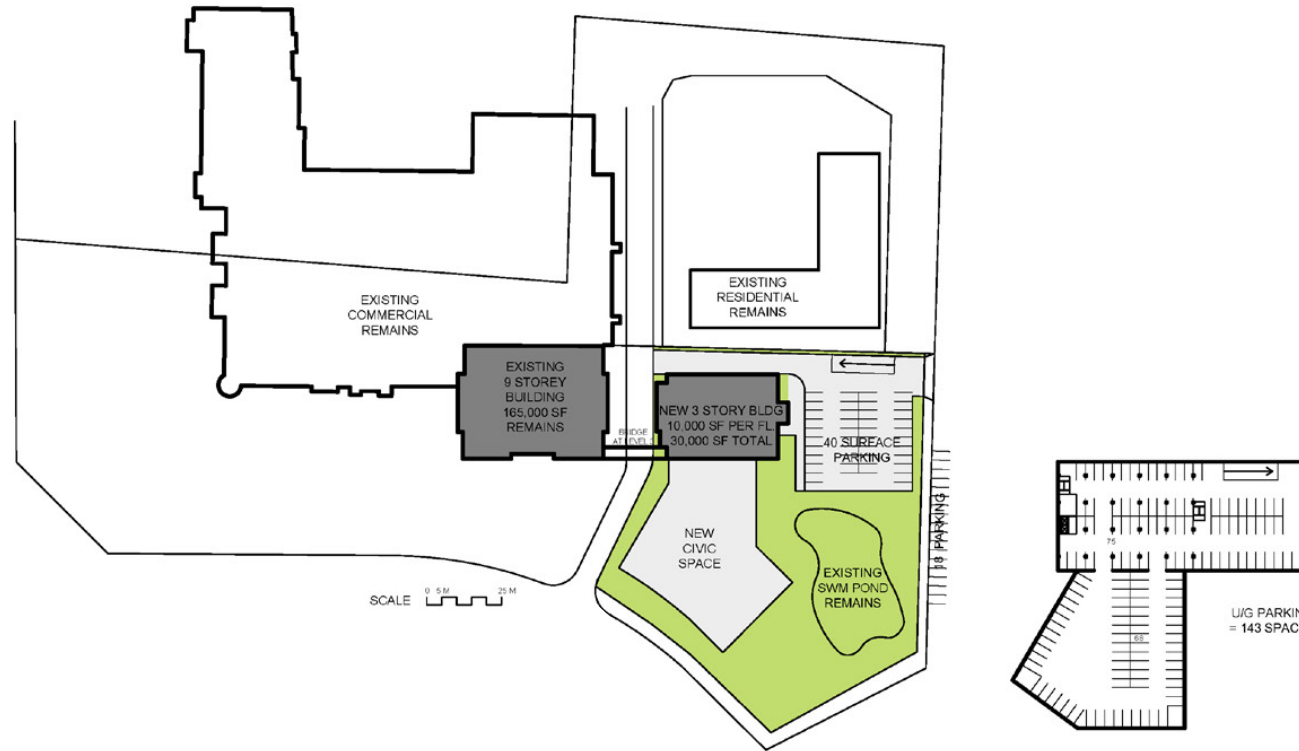 EXISTING
COMMERCIAL
REMAINS
EXISTING
RESIDENTIAL
REMAINS
EXISTING
9 STOREY
BUILDING
165,000 SF
REMAINS
BRIDGE
AT LEVEL
NEW 3 STORY BLDG
10,000 SF PER FL.
30,000 SF TOTAL
40 SURFACE
PARKING
18 PARKING
NEW
CIVIC
SPACE
EXISTING
SWM POND
REMAINS
SCALE
0 5 M 25 M
75
68
U/G PARKIN
= 143 SPAC